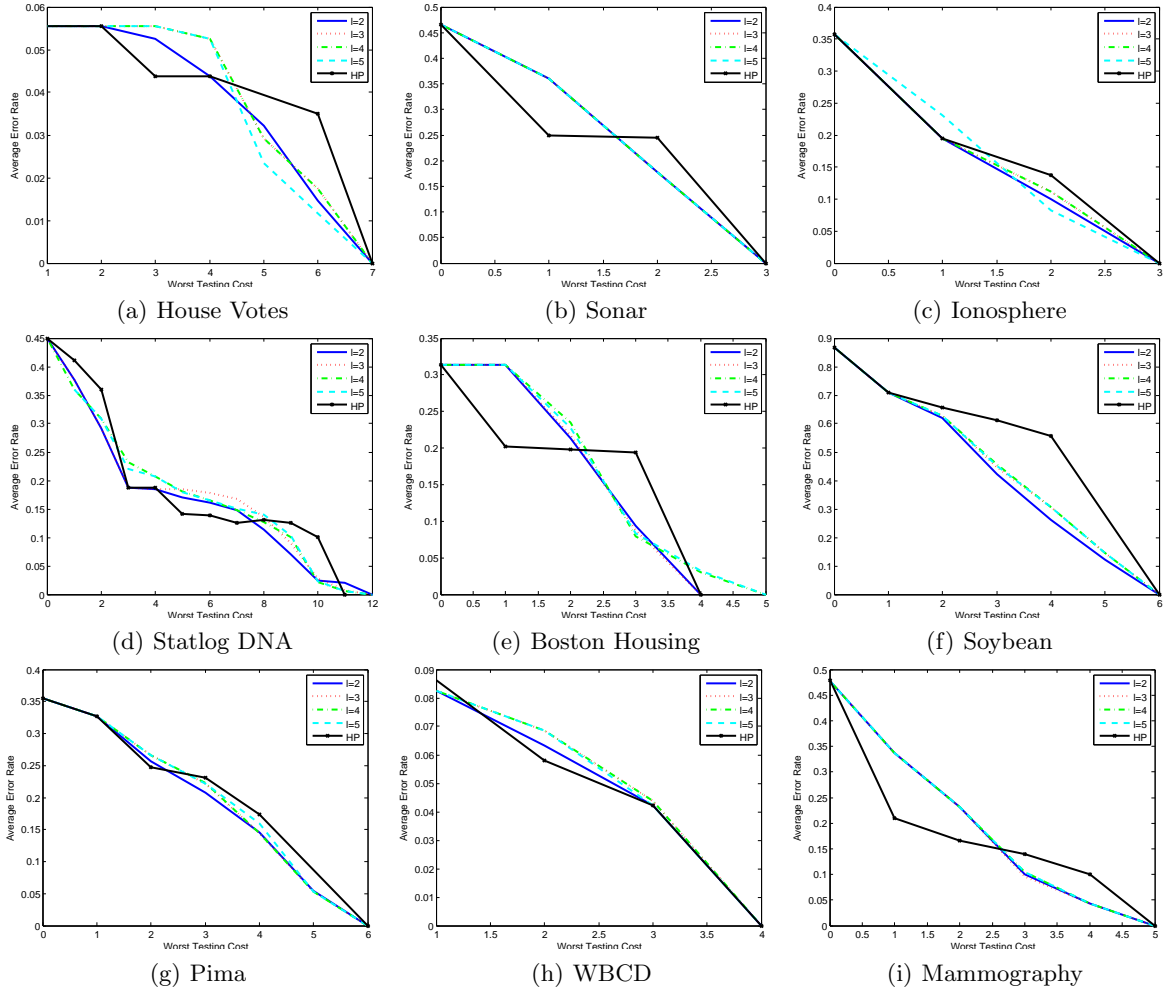 0.06
0.05
0.04
0.03
0.02
0.01
0
1 2 3 4 5 6 7
Average Error Rate
Worst Testing Cost
l=2
l=3
l=4
l=5
HP
(a) House Votes
0.5
0.45
0.4
0.35
0.3
0.25
0.2
0.15
0.1
0.05
0
0 0.5 1 1.5 2 2.5 3
Average Error Rate
Worst Testing Cost
l=2
l=3
l=4
l=5
HP
(b) Sonar
0.4
0.35
0.3
0.25
0.2
0.15
0.1
0.05
0
0 0.5 1 1.5 2 2.5 3
Average Error Rate
Worst Testing Cost
l=2
l=3
l=4
l=5
HP
(c) Ionosphere
0.45
0.4
0.35
0.3
0.25
0.2
0.15
0.1
0.05
0
0 2 4 6 8 10 12
Average Error Rate
Worst Testing Cost
l=2
l=3
l=4
l=5
HP
(d) Statlog DNA
0.35
0.3
0.25
0.2
0.15
0.1
0.05
0
0 0.5 1 1.5 2 2.5 3 3.5 4 4.5 5
Average Error Rate
Worst Testing Cost
l=2
l=3
l=4
l=5
HP
(e) Boston Housing
0.9
0.8
0.7
0.6
0.5
0.4
0.3
0.2
0.1
0
0 1 2 3 4 5 6
Average Error Rate
Worst Testing Cost
l=2
l=3
l=4
l=5
HP
(f) Soybean
0.4
0.35
0.3
0.25
0.2
0.15
0.1
0.05
0
0 1 2 3 4 5 6
Average Error Rate
Worst Testing Cost
l=2
l=3
l=4
l=5
HP
(g) Pima
0.09
0.08
0.07
0.06
0.05
0.04
0.03
0.02
0.01
0
1 1.5 2 2.5 3 3.5 4
Average Error Rate
Worst Testing Cost
l=2
l=3
l=4
l=5
HP
(h) WBCD
0.5
0.45
0.4
0.35
0.3
0.25
0.2
0.15
0.1
0.05
0
0 0.5 1 1.5 2 2.5 3 3.5 4 4.5 5
Average Error Rate
Worst Testing Cost
l=2
l=3
l=4
l=5
HP
(i) Mammography